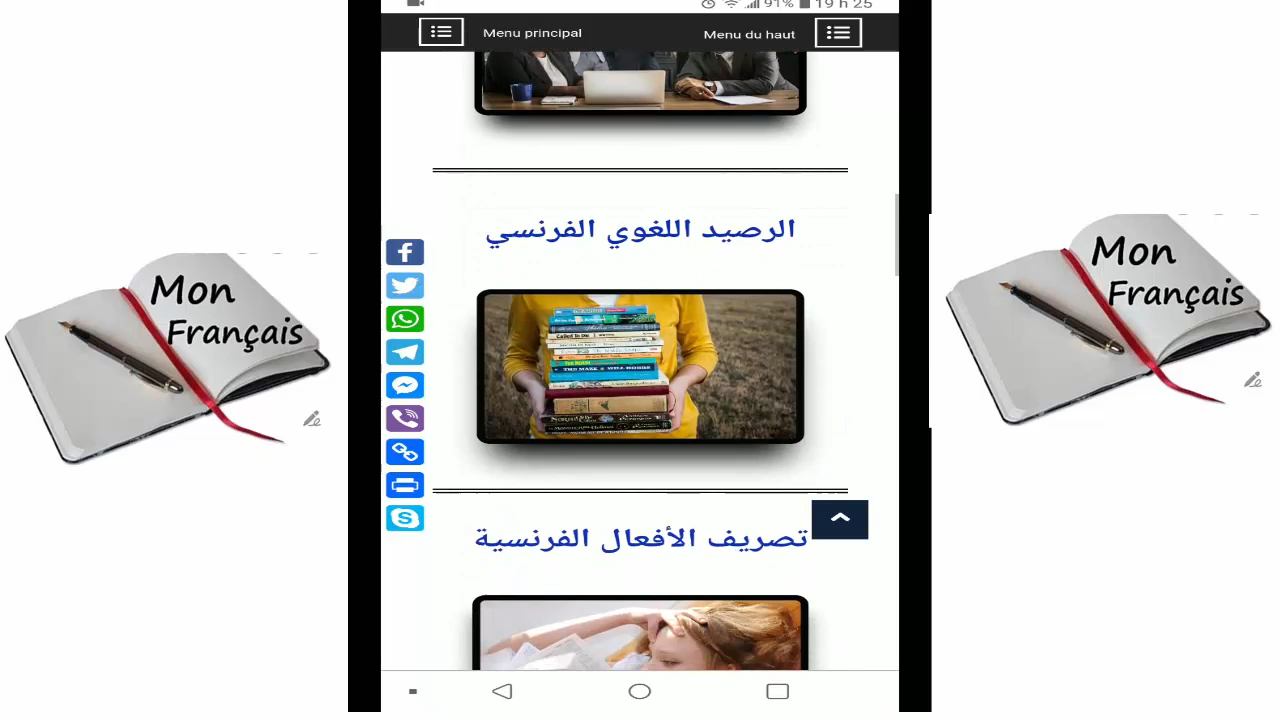 91% 19 h 25
Menu principal
Menu du haut
الرصيد اللغوي الفرنسي
Mon
Français
Mon
Français
تصريف الأفعال الفرنسية